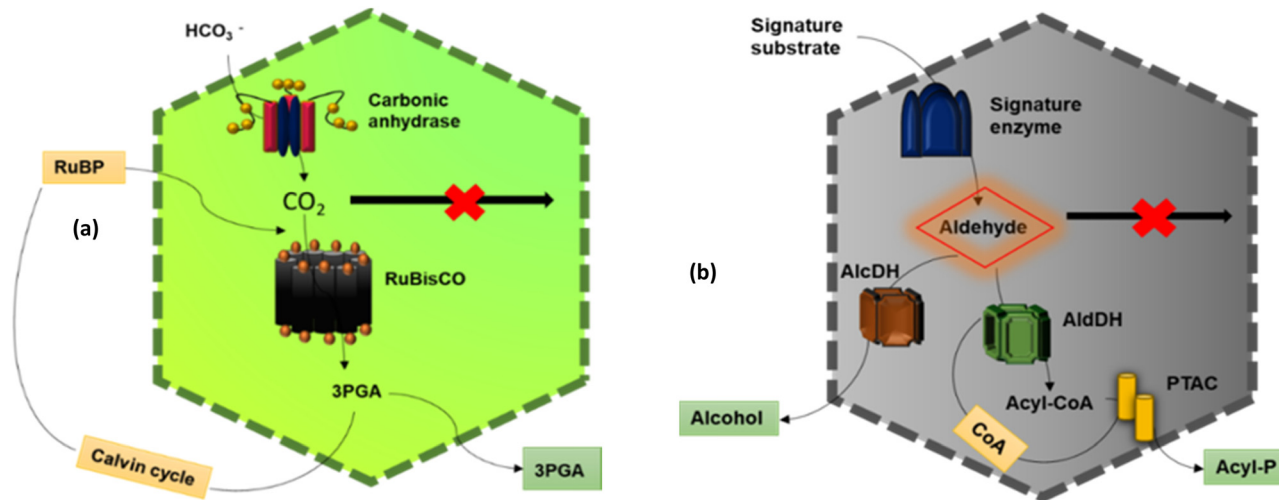 HCO₃⁻
Carbonic
anhydrase
RuBP
(a)
CO₂
RuBisCO
3PGA
Calvin cycle
3PGA
Signature
substrate
Signature
enzyme
Aldehyde
(b)
AlcDH
AldDH
Acyl-CoA
PTAC
Alcohol
CoA
Acyl-P